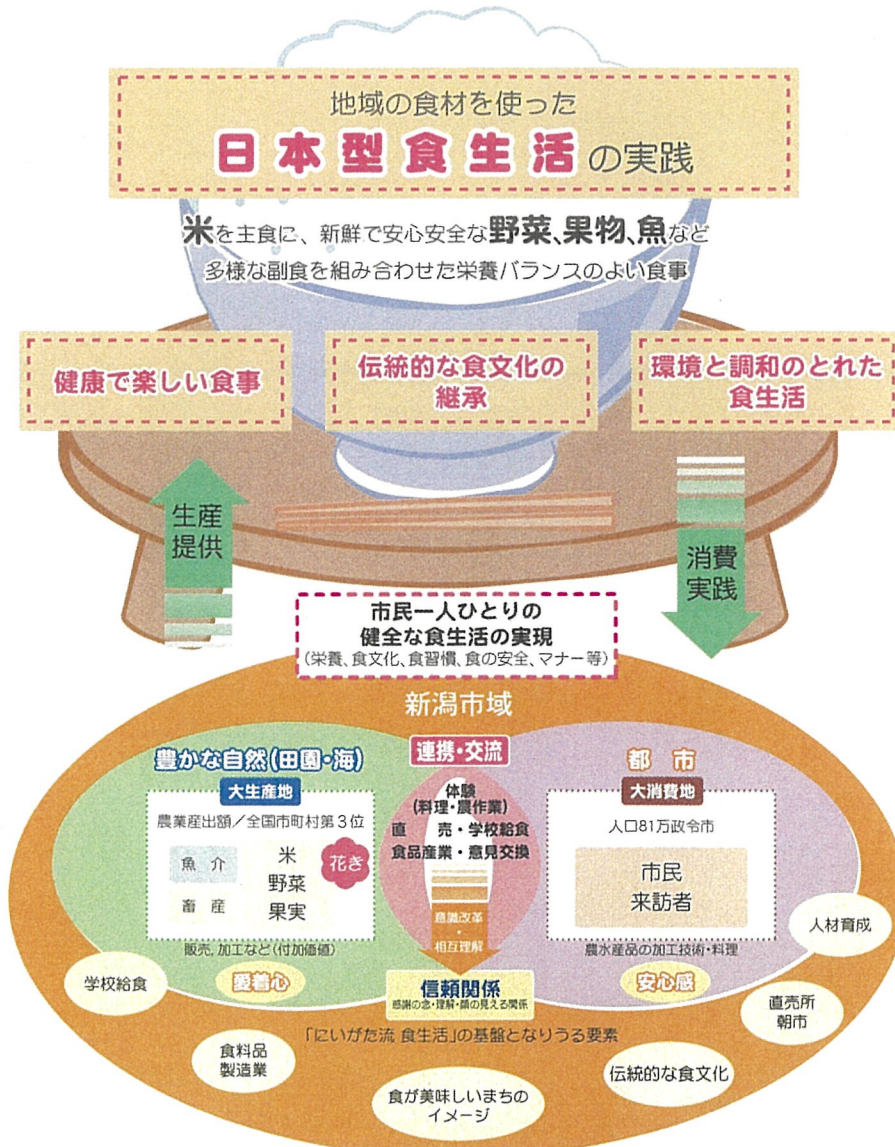 地域の食材を使った
日本型食生活の実践
米を主食に、新鮮で安心安全な野菜、果物、魚など
多様な副食を組み合わせた栄養バランスのよい食事
健康で楽しい食事
伝統的な食文化の
継承
環境と調和のとれた
食生活
生産
提供
消費
実践
市民一人ひとりの
健全な食生活の実現
(栄養、食文化、食習慣、食の安全、マナー等)
新潟市域
豊かな自然(田園・海)
大生産地
農業産出額/全国市町村第3位
魚介
畜産
米
野菜
果実
花き
販売、加工など(付加価値)
愛着心
連携・交流
体験
(料理・農作業)
直売・学校給食
食品産業・意見交換
意識改革
・
相互理解
信頼関係
感謝の念・理解・顔の見える関係
都市
大消費地
人口81万政令市
市民
来訪者
農水産品の加工技術・料理
安心感
「にいがた流 食生活」の基盤となりうる要素
学校給食
食料品
製造業
食が美味しいまちの
イメージ
伝統的な食文化
直売所
朝市
人材育成